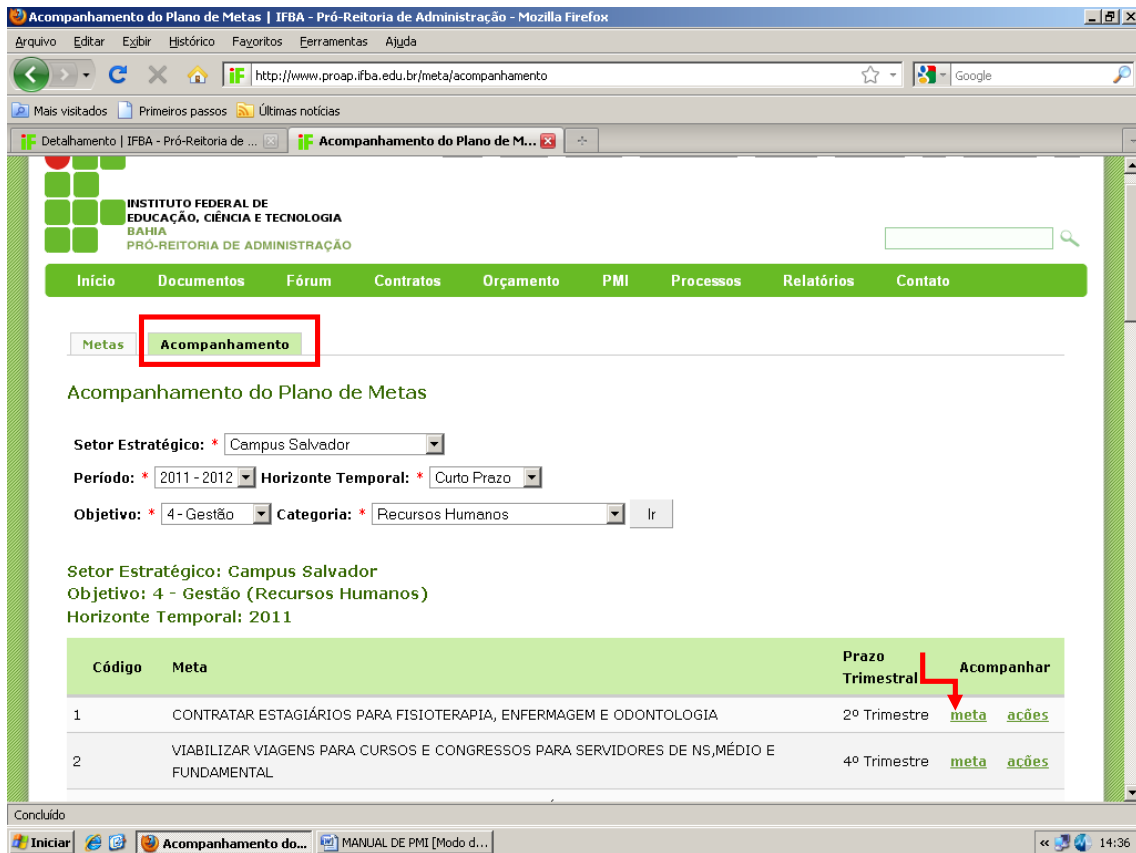 Acompanhamento do Plano de Metas | IFBA - Pró-Reitoria de Administração - Mozilla Firefox
Arquivo Editar Exibir Histórico Favoritos Ferramentas Ajuda
http://www.proap.ifba.edu.br/meta/acompanhamento Google
Mais visitados Primeiros passos Últimas notícias
Detalhamento | IFBA - Pró-Reitoria de ... Acompanhamento do Plano de M...
INSTITUTO FEDERAL DE
EDUCAÇÃO, CIÊNCIA E TECNOLOGIA
BAHIA
PRÓ-REITORIA DE ADMINISTRAÇÃO
Início Documentos Fórum Contratos Orçamento PMI Processos Relatórios Contato
Metas Acompanhamento
Acompanhamento do Plano de Metas
Setor Estratégico: * Campus Salvador
Período: * 2011 - 2012 Horizonte Temporal: * Curto Prazo
Objetivo: * 4 - Gestão Categoria: * Recursos Humanos Ir
Setor Estratégico: Campus Salvador
Objetivo: 4 - Gestão (Recursos Humanos)
Horizonte Temporal: 2011
Código Meta Prazo Trimestral Acompanhar
1 CONTRATAR ESTAGIÁRIOS PARA FISIOTERAPIA, ENFERMAGEM E ODONTOLOGIA 2º Trimestre meta ações
2 VIABILIZAR VIAGENS PARA CURSOS E CONGRESSOS PARA SERVIDORES DE NS,MÉDIO E
FUNDAMENTAL 4º Trimestre meta ações
Concluído
Iniciar Acompanhamento do... MANUAL DE PMI [Modo d... 14:36